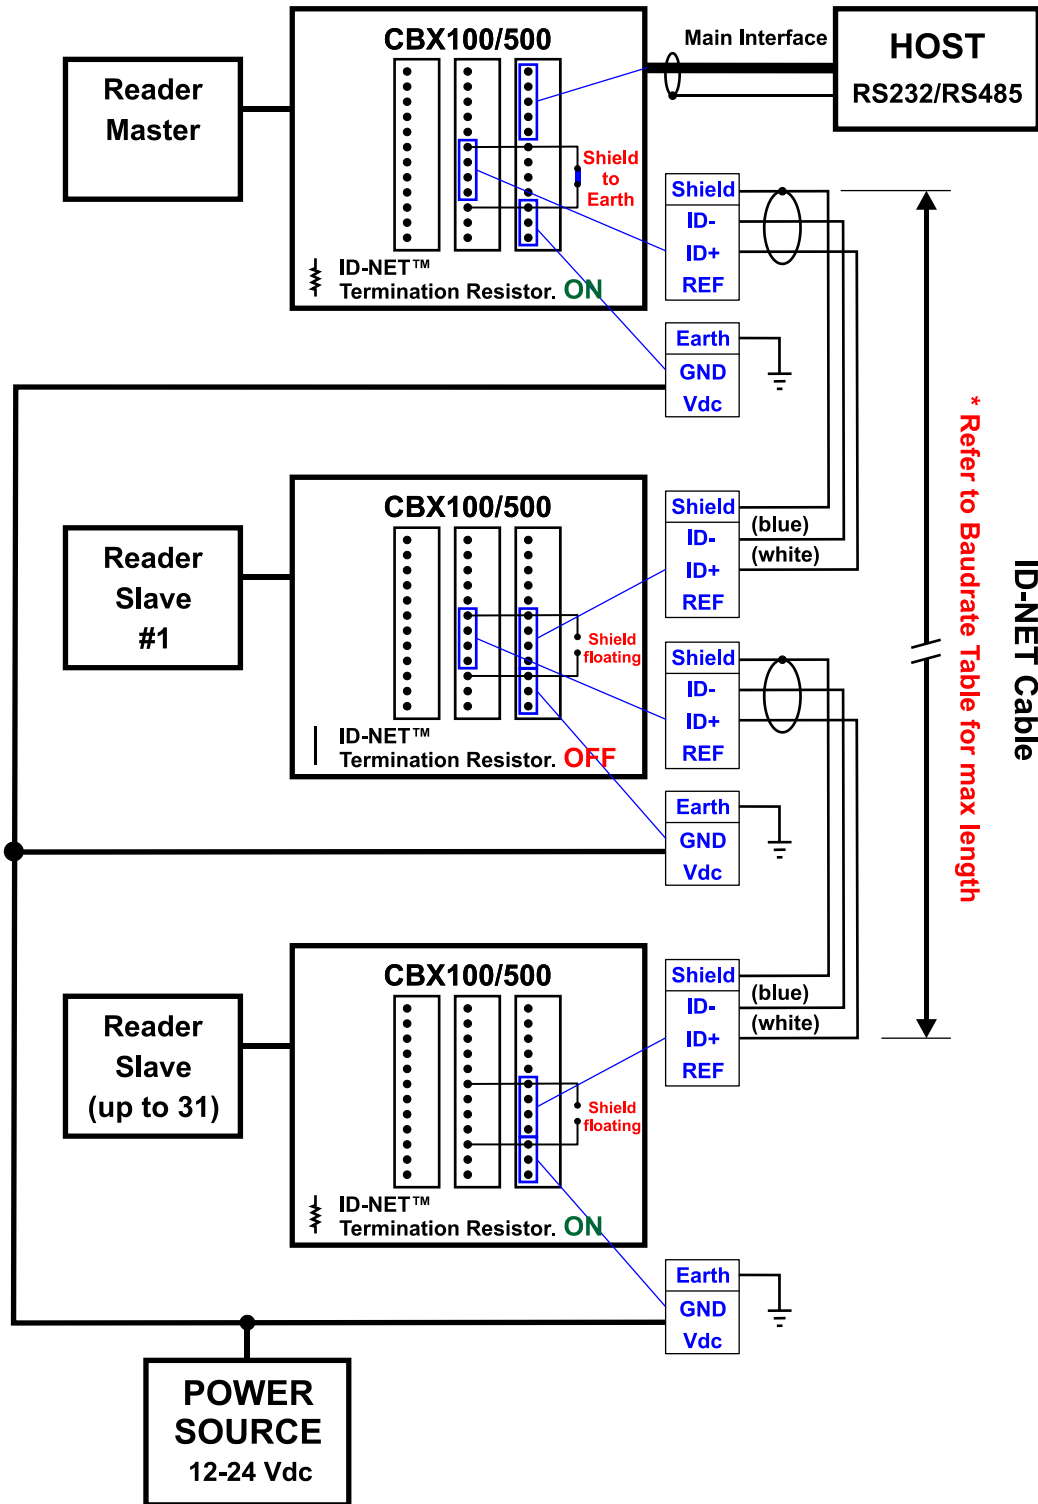 CBX100/500
Main Interface
HOST
RS232/RS485
Reader
Master
Shield
to
Earth
ID-NET™
Termination Resistor. ON
Shield
ID-
ID+
REF
Earth
GND
Vdc
CBX100/500
Reader
Slave
#1
Shield
floating
ID-NET™
Termination Resistor. OFF
Shield
(blue)
ID-
(white)
ID+
REF
Shield
ID-
ID+
REF
Earth
GND
Vdc
* Refer to Baudrate Table for max length
ID-NET Cable
CBX100/500
Reader
Slave
(up to 31)
Shield
floating
ID-NET™
Termination Resistor. ON
Shield
(blue)
ID-
(white)
ID+
REF
Earth
GND
Vdc
POWER
SOURCE
12-24 Vdc